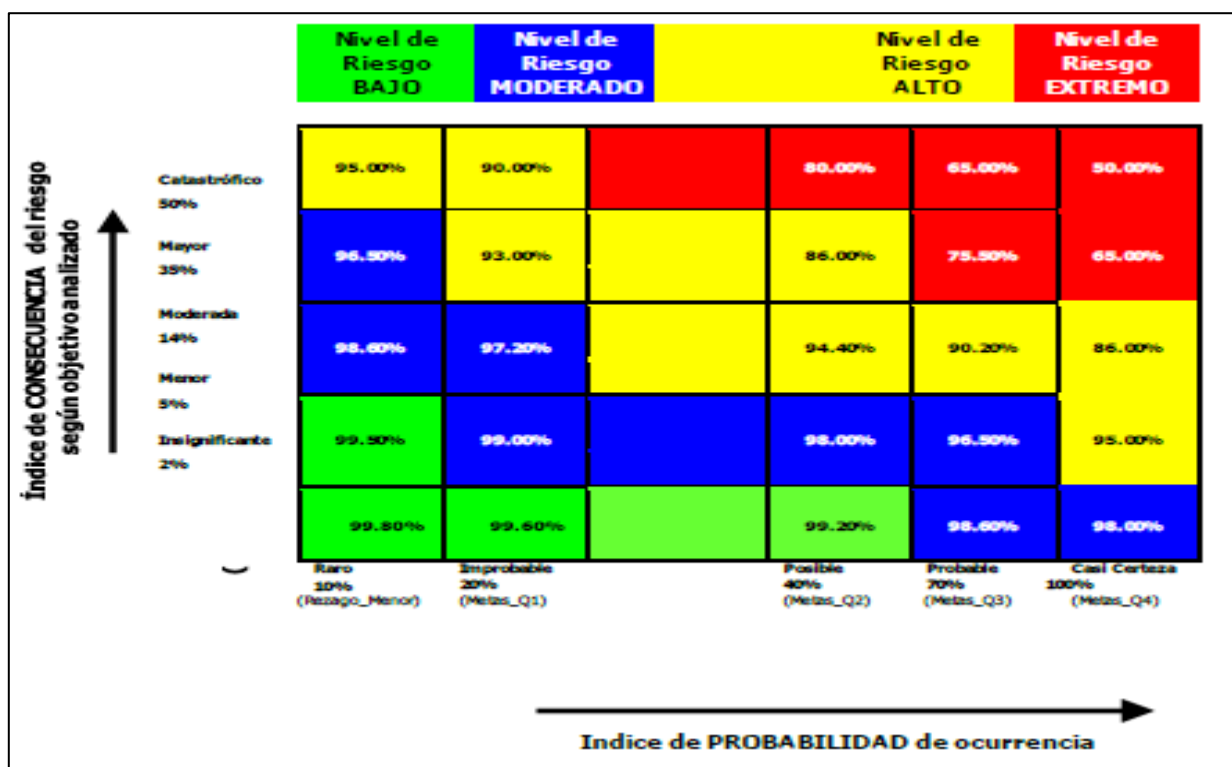 Nivel de Riesgo BAJO
Nivel de Riesgo MODERADO
Nivel de Riesgo ALTO
Nivel de Riesgo EXTREMO
Índice de CONSECUENCIA del riesgo
según objetivo analizado
Catastrófico
50%
95.00% 90.00% 80.00% 65.00% 50.00%
Mayor
35%
96.50% 93.00% 86.00% 75.50% 65.00%
Moderada
14%
98.60% 97.20% 94.40% 90.20% 86.00%
Menor
5%
99.50% 99.00% 98.00% 96.50% 95.00%
Insignificante
2%
99.80% 99.60% 99.20% 98.60% 98.00%
)
Raro Improbable Posible Probable Casi Certeza
10% 20% 40% 70% 100%
(Rezago_Menor) (Metas_Q1) (Metas_Q2) (Metas_Q3) (Metas_Q4)
Indice de PROBABILIDAD de ocurrencia